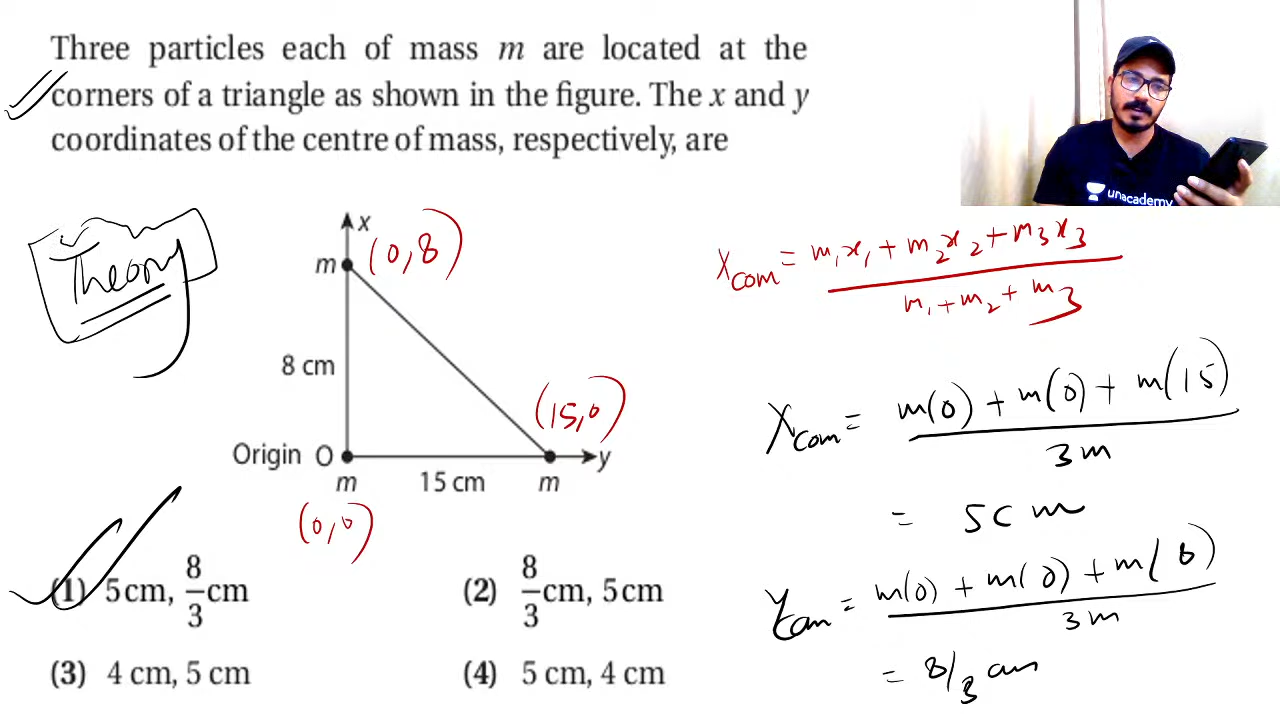 Three particles each of mass m are located at the
corners of a triangle as shown in the figure. The x and y
coordinates of the centre of mass, respectively, are
unacademy
Theory
x
m (0,8)
8 cm
(15,0)
Origin O y
m 15 cm m
(0,0)
(1) 5 cm, 8/3 cm
(2) 8/3 cm, 5 cm
(3) 4 cm, 5 cm
(4) 5 cm, 4 cm
Xcom = m₁x₁ + m₂x₂ + m₃x₃
m₁ + m₂ + m₃
Xcom = m(0) + m(0) + m(15)
3m
= 5cm
Ycom = m(0) + m(0) + m(8)
3m
= 8/3 cm